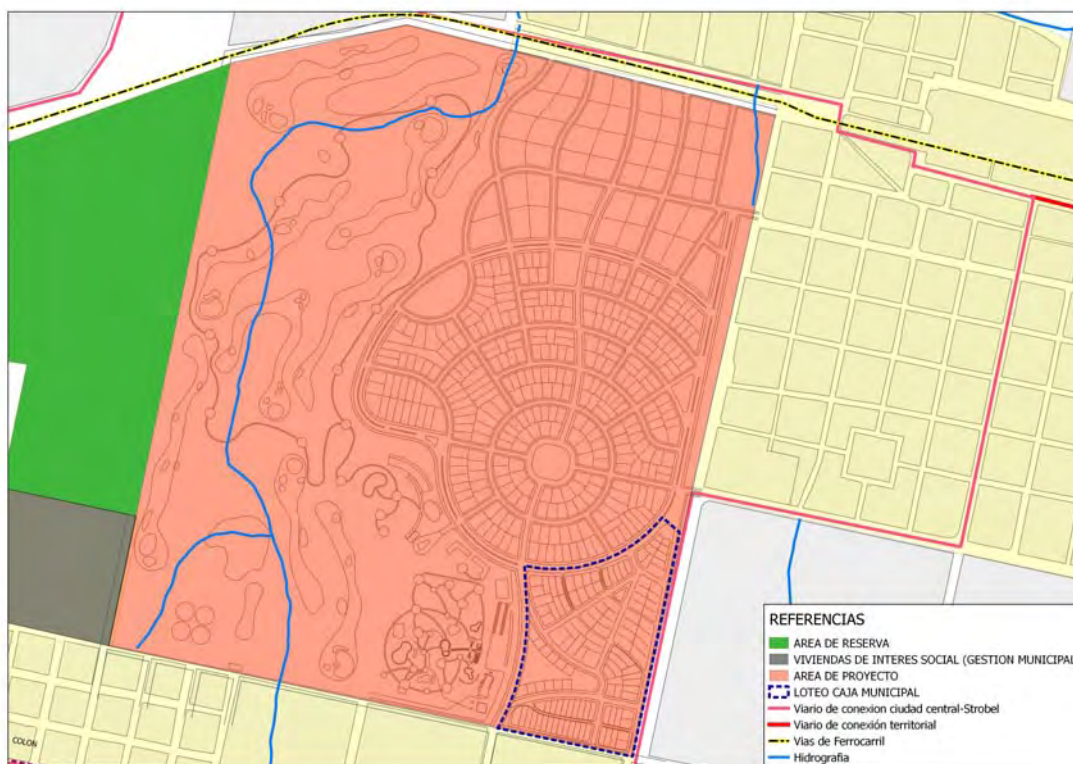 REFERENCIAS
AREA DE RESERVA
VIVIENDAS DE INTERES SOCIAL (GESTION MUNICIPAL
AREA DE PROYECTO
LOTEO CAJA MUNICIPAL
Viario de conexion ciudad central-Strobel
Viario de conexión territorial
Vias de Ferrocarril
Hidrografia
COLON